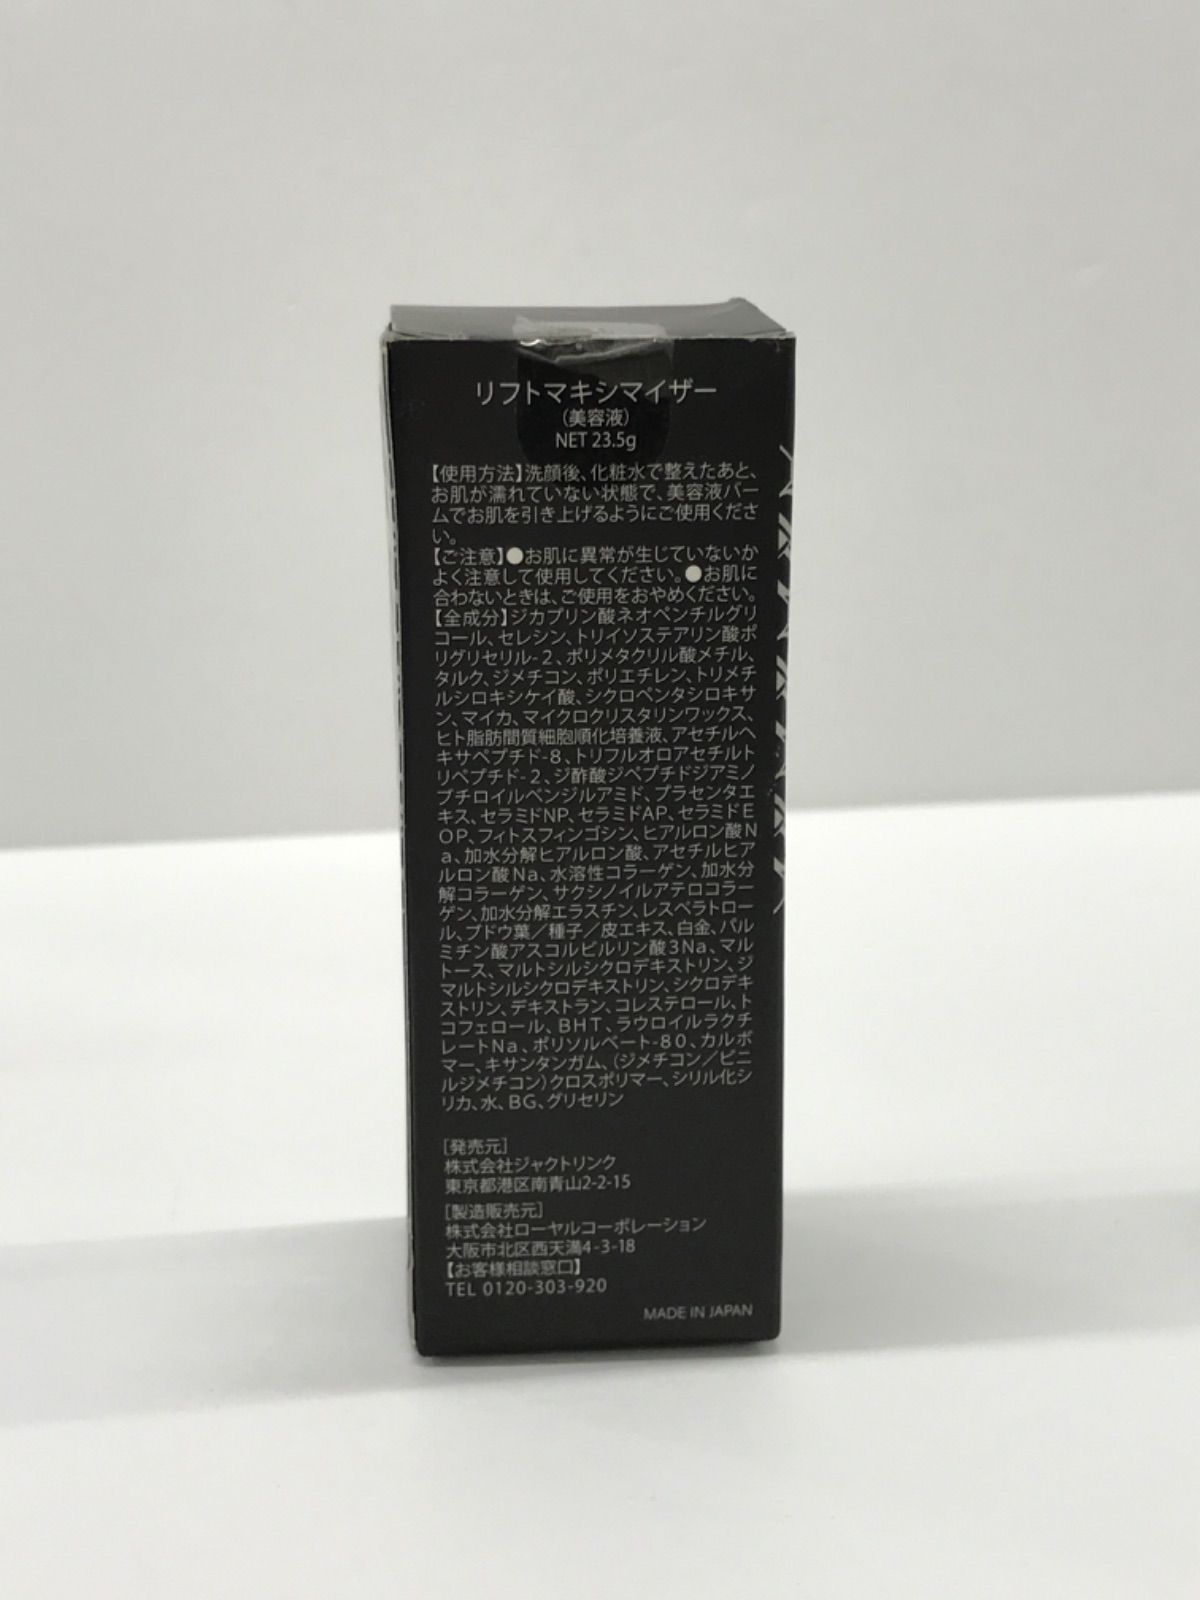 リフトマキシマイザー
(美容液)
NET 23.5g
【使用方法】洗顔後、化粧水で整えたあと、
お肌が濡れていない状態で、美容液バー
ムでお肌を引き上げるようにご使用くださ
い。
【ご注意】●お肌に異常が生じていないか
よく注意して使用してください。●お肌に
合わないときは、ご使用をおやめください。
【全成分】ジカプリン酸ネオペンチルグリ
コール、セレシン、トリイソステアリン酸ポ
リグリセリル-2、ポリメタクリル酸メチル、
タルク、ジメチコン、ポリエチレン、トリメチ
ルシロキシケイ酸、シクロペンタシロキサ
ン、マイカ、マイクロクリスタリンワックス、
ヒト脂肪間質細胞順化培養液、アセチルヘ
キサペプチド-8、トリフルオロアセチルト
リペプチド-2、ジ酢酸ジペプチドジアミノ
ブチロイルベンジルアミド、プラセンタエ
キス、セラミドNP、セラミドAP、セラミドE
OP、フィトスフィンゴシン、ヒアルロン酸N
a、加水分解ヒアルロン酸、アセチルヒア
ルロン酸Na、水溶性コラーゲン、加水分
解コラーゲン、サクシノイルアテロコラー
ゲン、加水分解エラスチン、レスベラトロー
ル、ブドウ葉／種子／皮エキス、白金、パル
ミチン酸アスコルビルリン酸3Na、マル
トース、マルトシルシクロデキストリン、ジ
マルトシルシクロデキストリン、シクロデキ
ストリン、デキストラン、コレステロール、ト
コフェロール、BHT、ラウロイルラクチ
レートNa、ポリソルベート-80、カルボ
マー、キサンタンガム、(ジメチコン／ビニ
ルジメチコン)クロスポリマー、シリル化シ
リカ、水、BG、グリセリン
[発売元]
株式会社ジャクトリンク
東京都港区南青山2-2-15
[製造販売元]
株式会社ローヤルコーポレーション
大阪市北区西天満4-3-18
【お客様相談窓口】
TEL 0120-303-920
MADE IN JAPAN